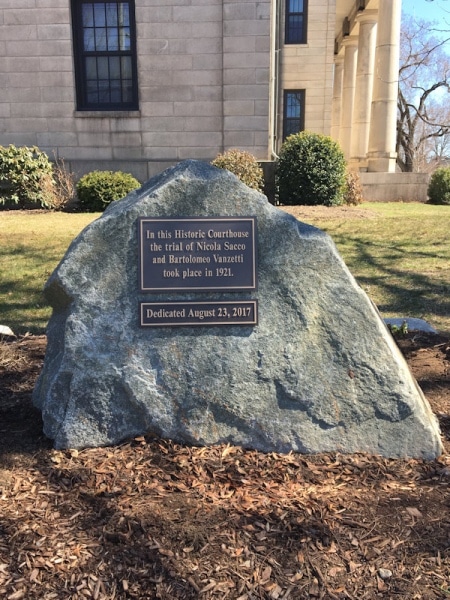 In this Historic Courthouse
the trial of Nicola Sacco
and Bartolomeo Vanzetti
took place in 1921.
Dedicated August 23, 2017